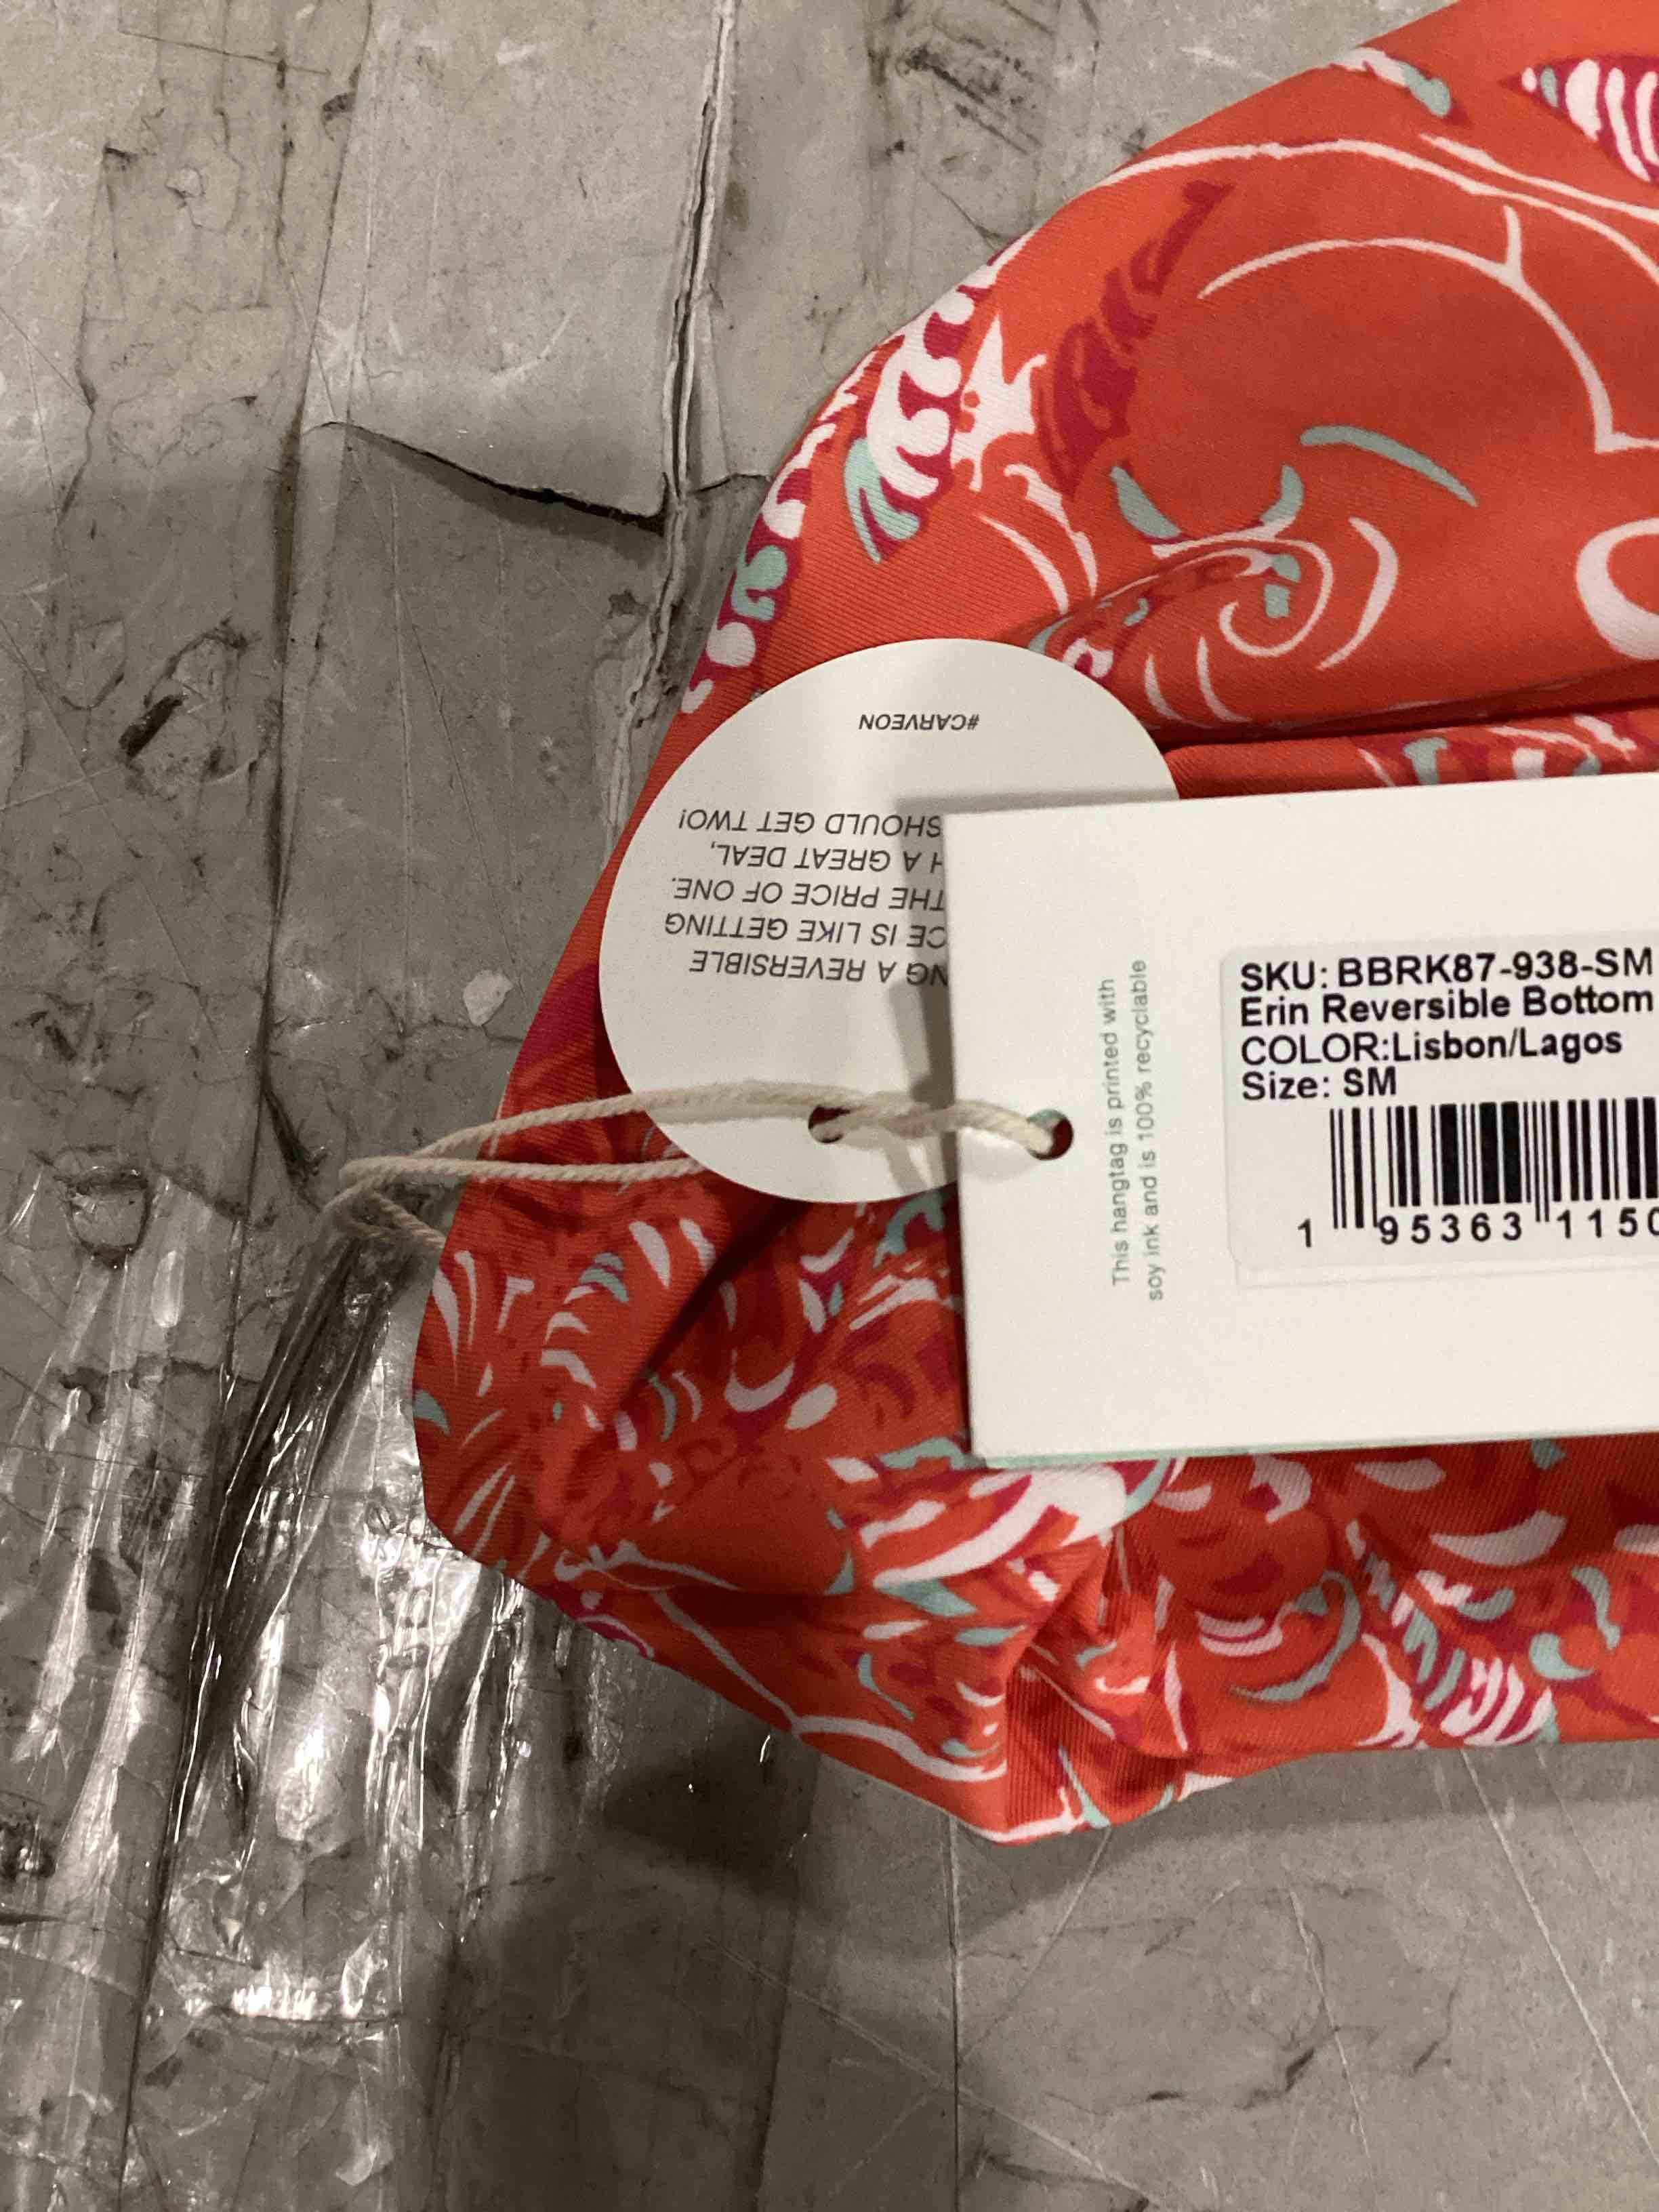 #CARVEON
NG A REVERSIBLE
CE IS LIKE GETTING
THE PRICE OF ONE.
H A GREAT DEAL,
SHOULD GET TWO!
This hangtag is printed with
soy ink and is 100% recyclable
SKU: BBRK87-938-SM
Erin Reversible Bottom
COLOR:Lisbon/Lagos
Size: SM
1 95363 1150